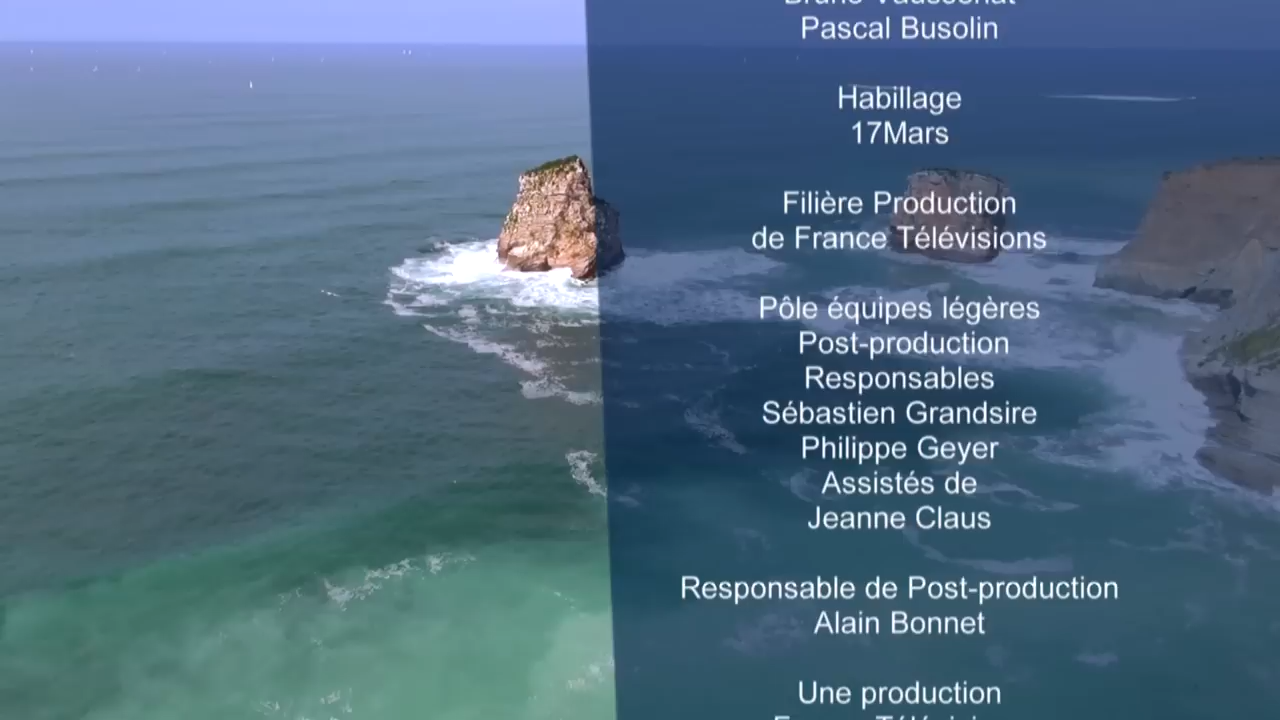 Pascal Busolin
Habillage
17Mars
Filière Production
de France Télévisions
Pôle équipes légères
Post-production
Responsables
Sébastien Grandsire
Philippe Geyer
Assistés de
Jeanne Claus
Responsable de Post-production
Alain Bonnet
Une production